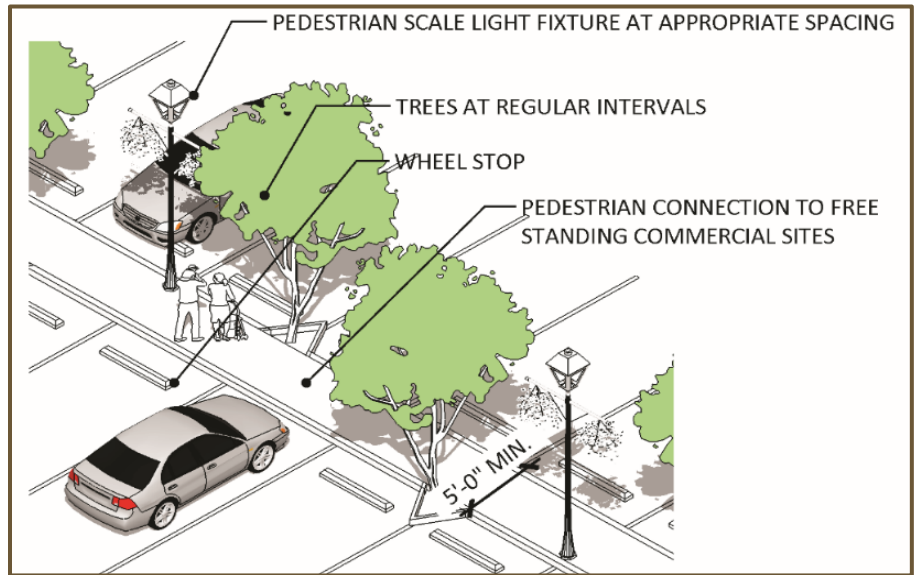 PEDESTRIAN SCALE LIGHT FIXTURE AT APPROPRIATE SPACING
TREES AT REGULAR INTERVALS
WHEEL STOP
PEDESTRIAN CONNECTION TO FREE
STANDING COMMERCIAL SITES
5'-0" MIN.